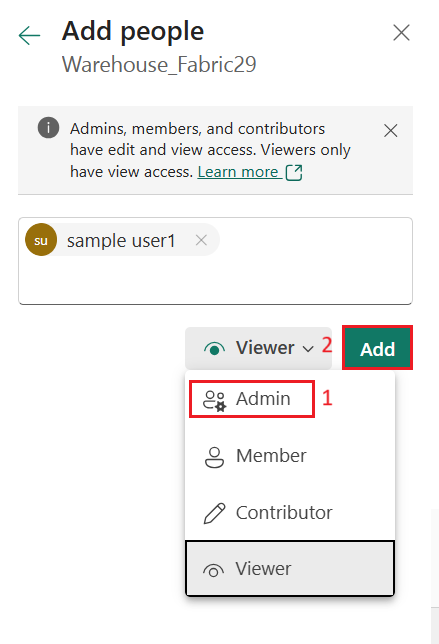 Add people
Warehouse_Fabric29
Admins, members, and contributors
have edit and view access. Viewers only
have view access. Learn more
su sample user1
Viewer 2 Add
Admin 1
Member
Contributor
Viewer